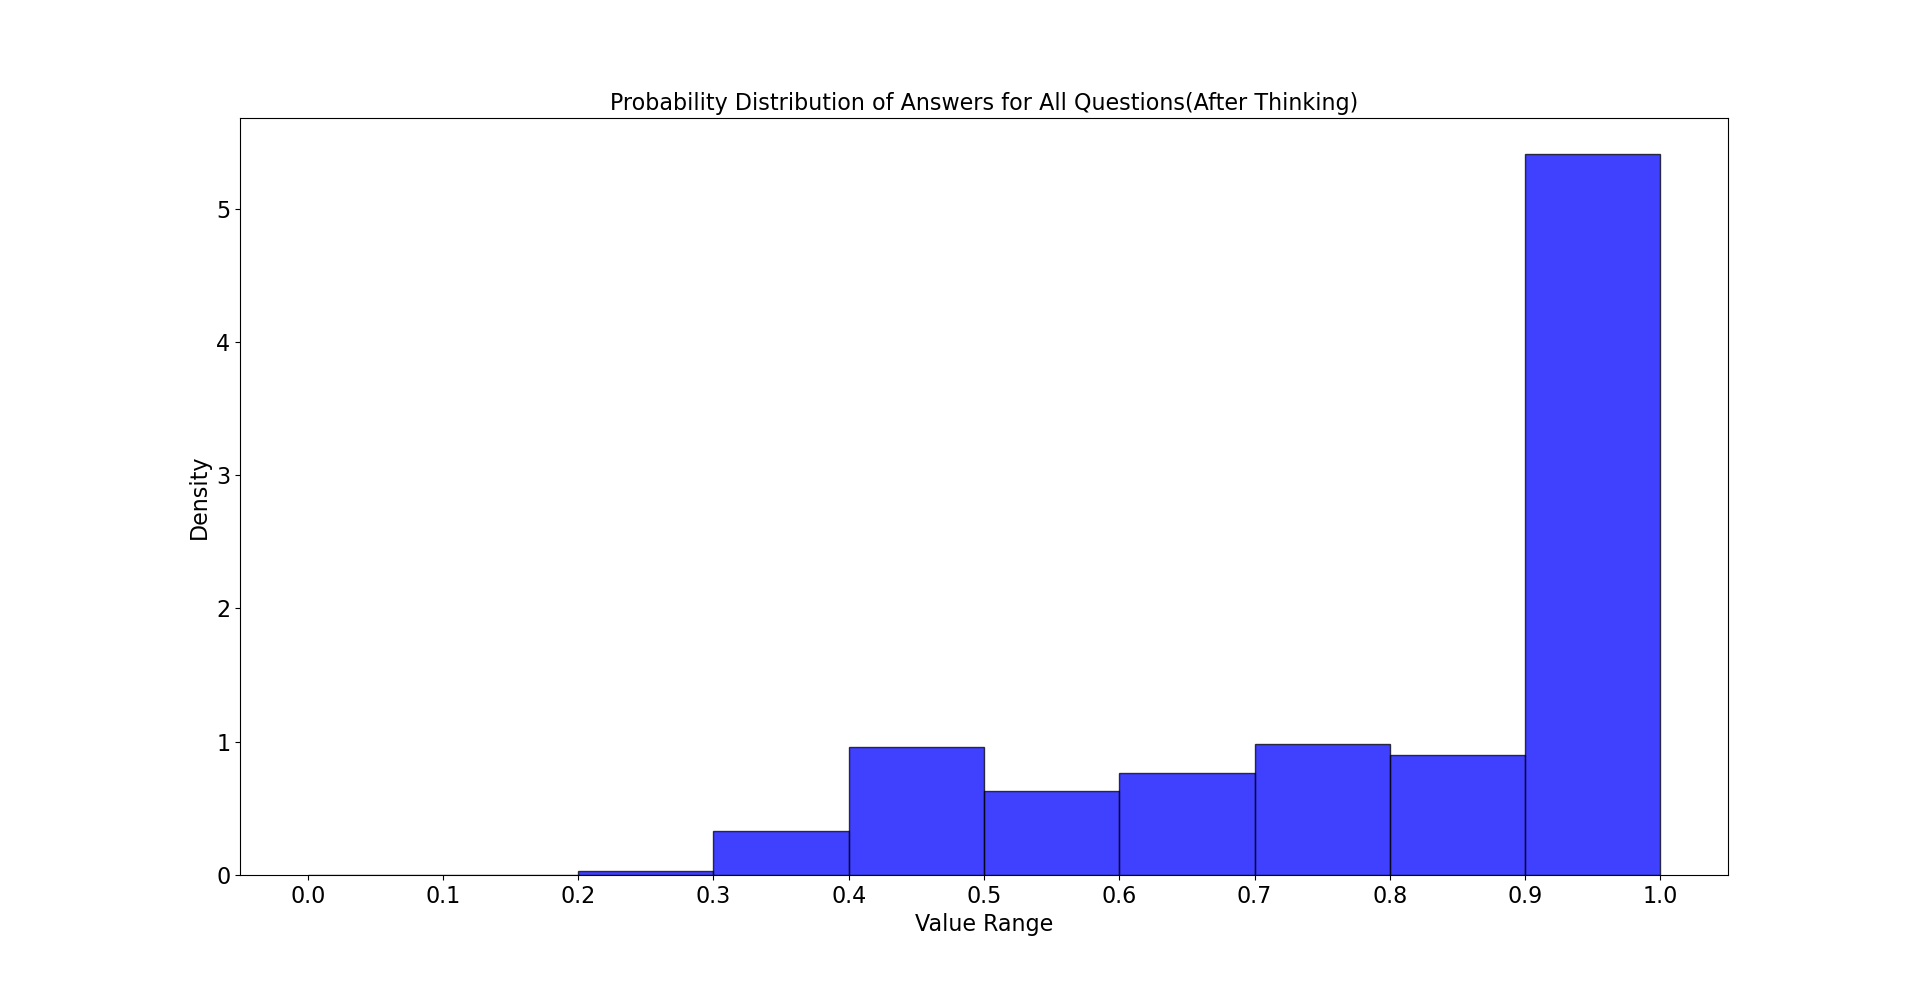 Probability Distribution of Answers for All Questions(After Thinking)
Density
5
4
3
2
1
0
0.0 0.1 0.2 0.3 0.4 0.5 0.6 0.7 0.8 0.9 1.0
Value Range